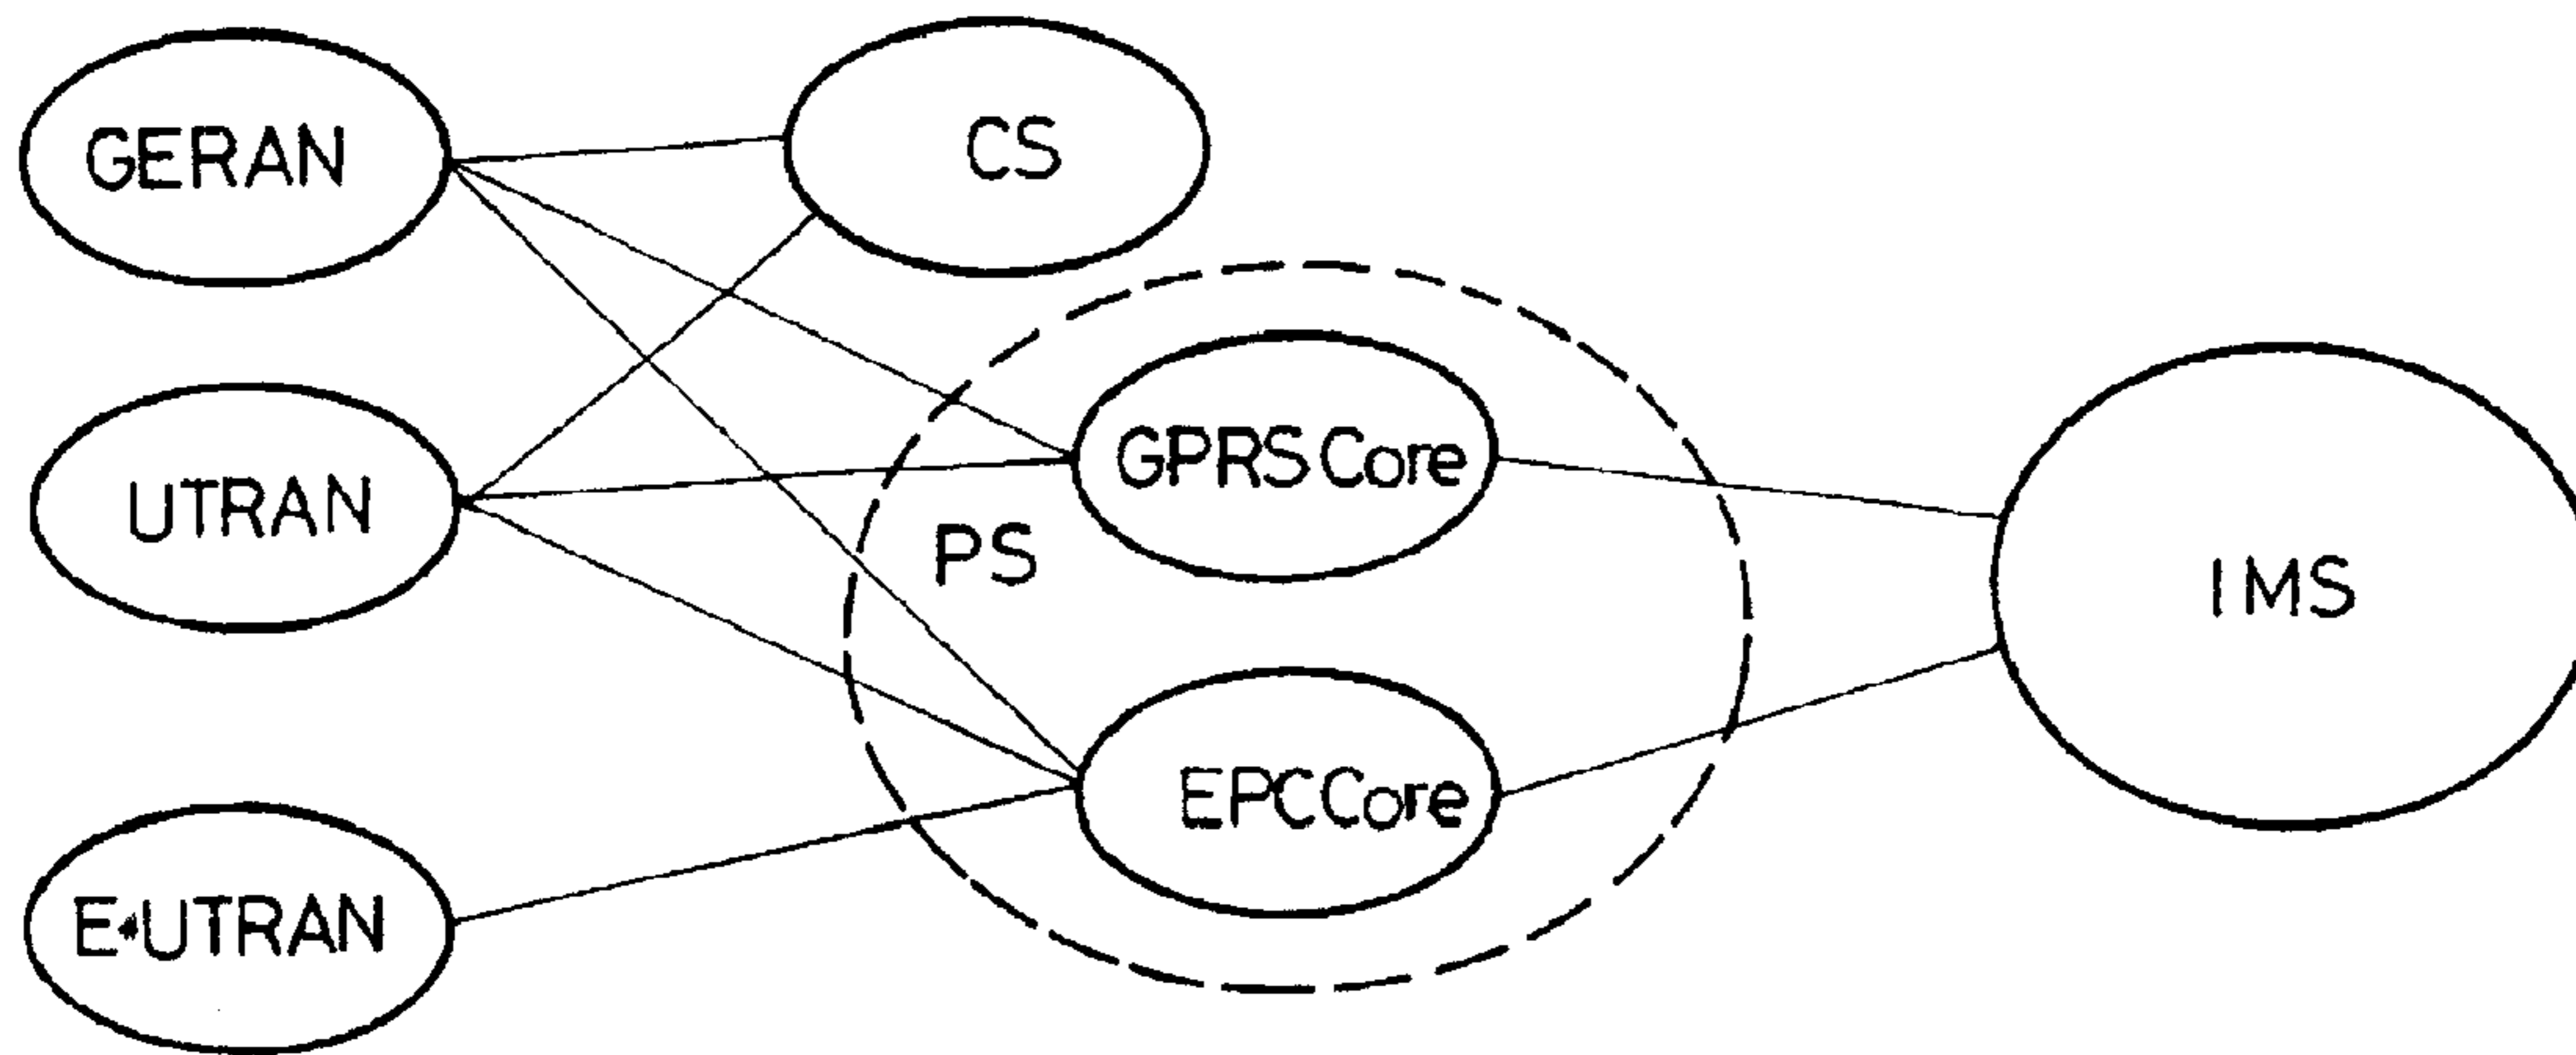 GERAN
CS
UTRAN
GPRS Core
PS
IMS
EPC Core
E-UTRAN